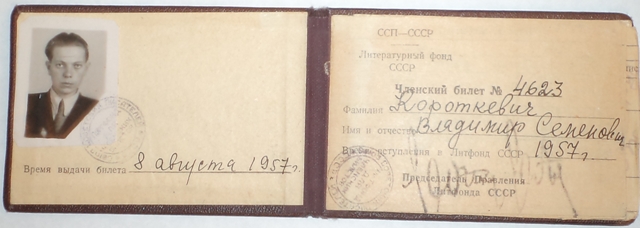 Время выдачи билета 8 августа 1957 г.
ССП—СССР
Литературный фонд
СССР
Членский билет № 4623
Фамилия Короткевич
Имя и отчество Владимир Семенович
вступления в Литфонд СССР 1957 г.
Председатель Правления
Литфонда СССР